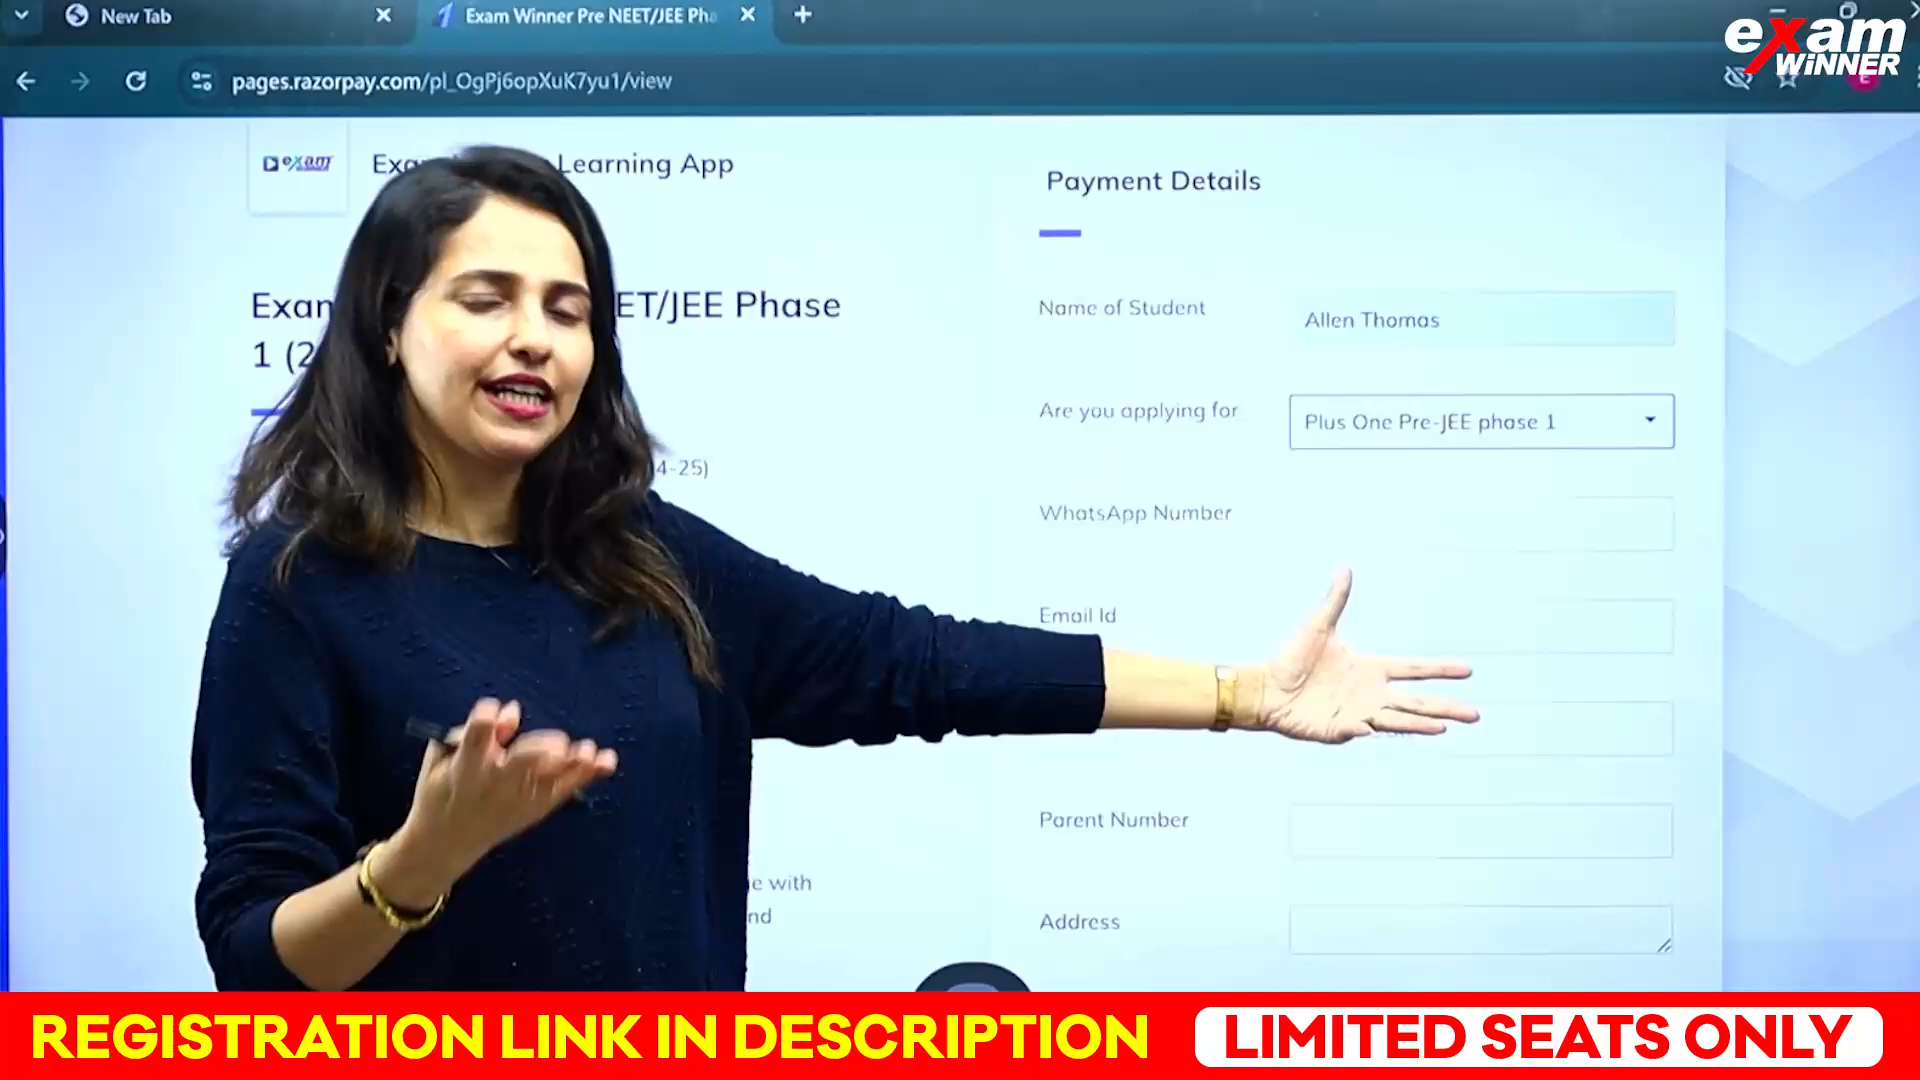 New Tab
Exam Winner Pre NEET/JEE Pha
exam
WiNNER
pages.razorpay.com/pl_OgPj6opXuK7yu1/view
exam
Learning App
Payment Details
ET/JEE Phase
1 (2
Name of Student
Allen Thomas
Are you applying for
Plus One Pre-JEE phase 1
4-25)
WhatsApp Number
Email Id
Parent Number
with
Address
REGISTRATION LINK IN DESCRIPTION
LIMITED SEATS ONLY